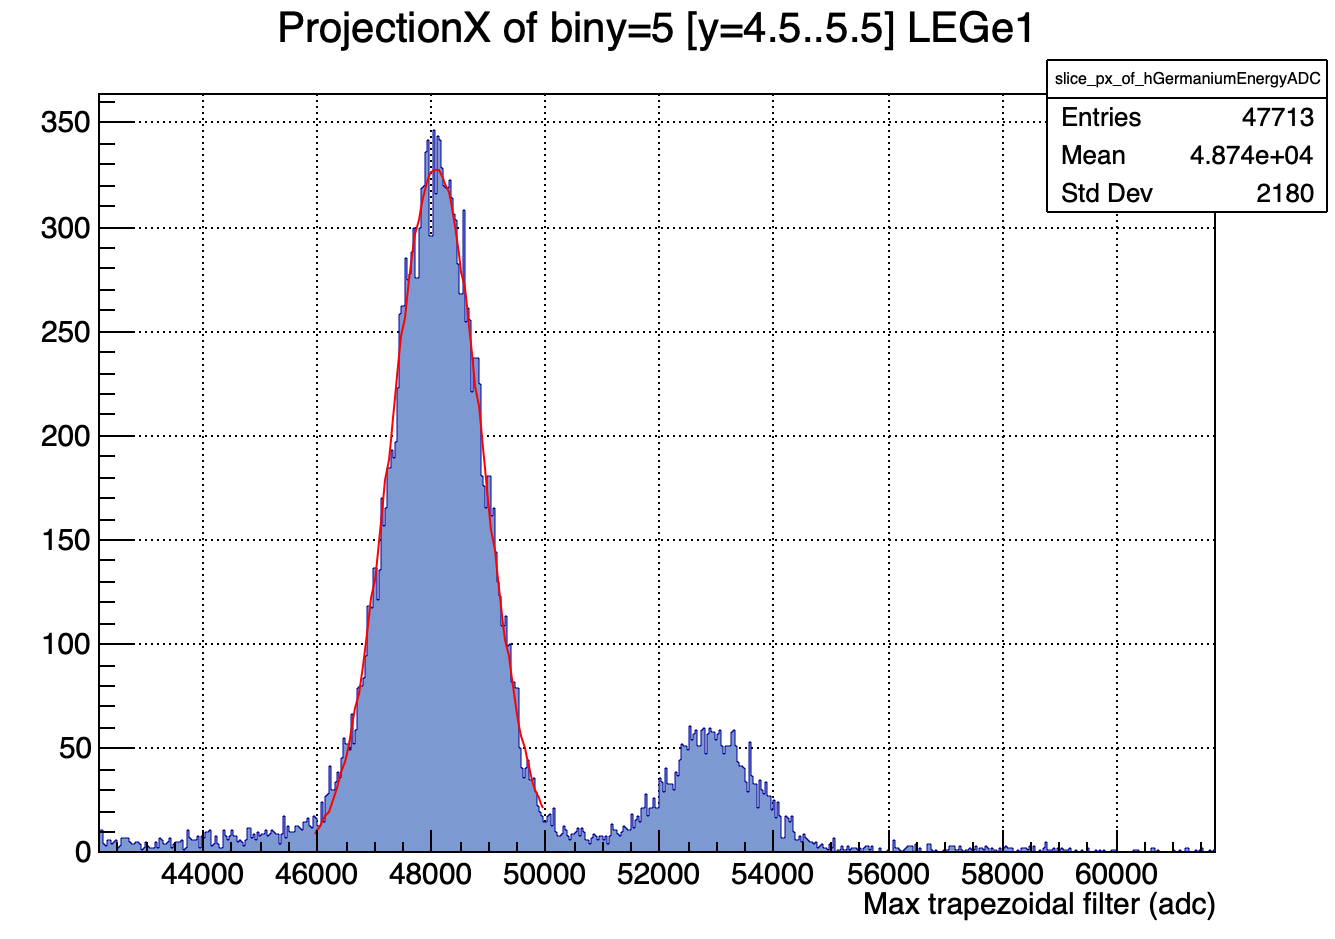 ProjectionX of biny=5 [y=4.5..5.5] LEGe1
slice_px_of_hGermaniumEnergyADC
Entries 47713
Mean 4.874e+04
Std Dev 2180
350
300
250
200
150
100
50
0
44000 46000 48000 50000 52000 54000 56000 58000 60000
Max trapezoidal filter (adc)